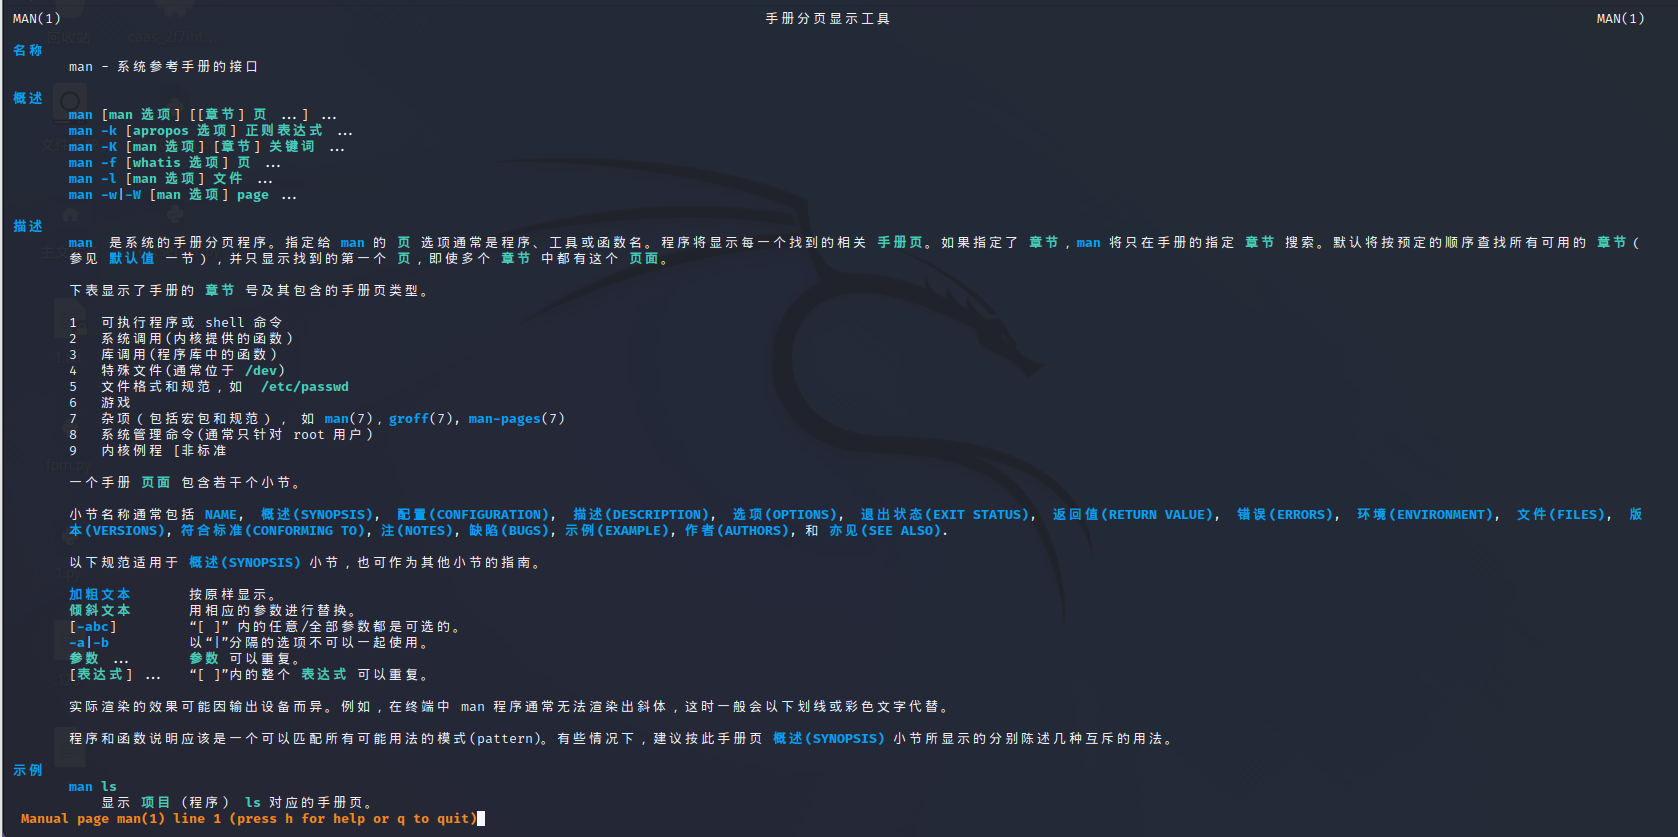 MAN(1) 手册分页显示工具 MAN(1)
名称
man - 系统参考手册的接口
概述
man [man 选项] [[章节] 页 ...] ...
man -k [apropos 选项] 正则表达式 ...
man -K [man 选项] [章节] 关键词 ...
man -f [whatis 选项] 页 ...
man -l [man 选项] 文件 ...
man -w|-W [man 选项] page ...
描述
man 是系统的手册分页程序。指定给 man 的 页 选项通常是程序、工具或函数名。程序将显示每一个找到的相关 手册页。如果指定了 章节，man 将只在手册的指定 章节 搜索。默认将按预定的顺序查找所有可用的 章节（
参见 默认值 一节），并只显示找到的第一个 页，即使多个 章节 中都有这个 页面。
下表显示了手册的 章节 号及其包含的手册页类型。
1 可执行程序或 shell 命令
2 系统调用(内核提供的函数)
3 库调用(程序库中的函数)
4 特殊文件(通常位于 /dev)
5 文件格式和规范，如 /etc/passwd
6 游戏
7 杂项（包括宏包和规范）， 如 man(7)，groff(7), man-pages(7)
8 系统管理命令(通常只针对 root 用户)
9 内核例程 [非标准
一个手册 页面 包含若干个小节。
小节名称通常包括 NAME, 概述(SYNOPSIS), 配置(CONFIGURATION), 描述(DESCRIPTION), 选项(OPTIONS), 退出状态(EXIT STATUS), 返回值(RETURN VALUE), 错误(ERRORS), 环境(ENVIRONMENT), 文件(FILES), 版
本(VERSIONS), 符合标准(CONFORMING TO), 注(NOTES), 缺陷(BUGS), 示例(EXAMPLE), 作者(AUTHORS), 和 亦见(SEE ALSO).
以下规范适用于 概述(SYNOPSIS) 小节，也可作为其他小节的指南。
加粗文本 按原样显示。
倾斜文本 用相应的参数进行替换。
[-abc] “[ ]” 内的任意/全部参数都是可选的。
-a|-b 以“|”分隔的选项不可以一起使用。
参数 ... 参数 可以重复。
[表达式] ... “[ ]”内的整个 表达式 可以重复。
实际渲染的效果可能因输出设备而异。例如，在终端中 man 程序通常无法渲染出斜体，这时一般会以下划线或彩色文字代替。
程序和函数说明应该是一个可以匹配所有可能用法的模式(pattern)。有些情况下，建议按此手册页 概述(SYNOPSIS) 小节所显示的分别陈述几种互斥的用法。
示例
man ls
显示 项目 (程序) ls 对应的手册页。
Manual page man(1) line 1 (press h for help or q to quit)